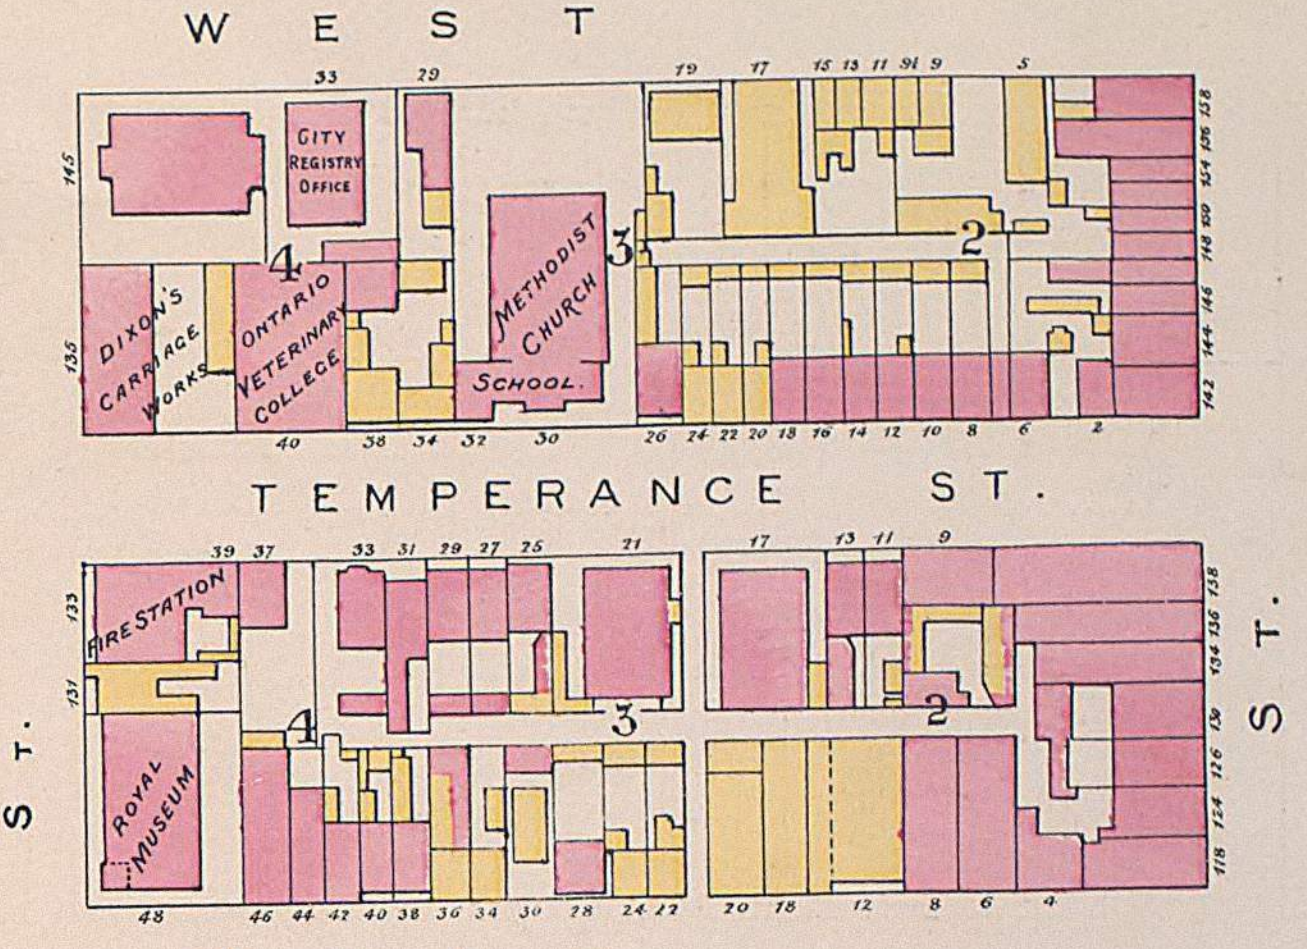 WEST
33 29 19 17 15 13 11 9½ 9 5
145
CITY
REGISTRY
OFFICE
158
156
154
150
148
146
144
142
4
3
2
135
DIXON'S
CARRIAGE
WORKS
ONTARIO
VETERINARY
COLLEGE
METHODIST
CHURCH
SCHOOL.
40 38 34 32 30 26 24 22 20 18 16 14 12 10 8 6 2
TEMPERANCE ST.
39 37 33 31 29 27 25 21 17 13 11 9
133
FIRE STATION
131
138
136
134
130
126
124
118
4
3
2
ROYAL
MUSEUM
48 46 44 42 40 38 36 34 30 28 24 22 20 18 12 8 6 4
ST.
ST.